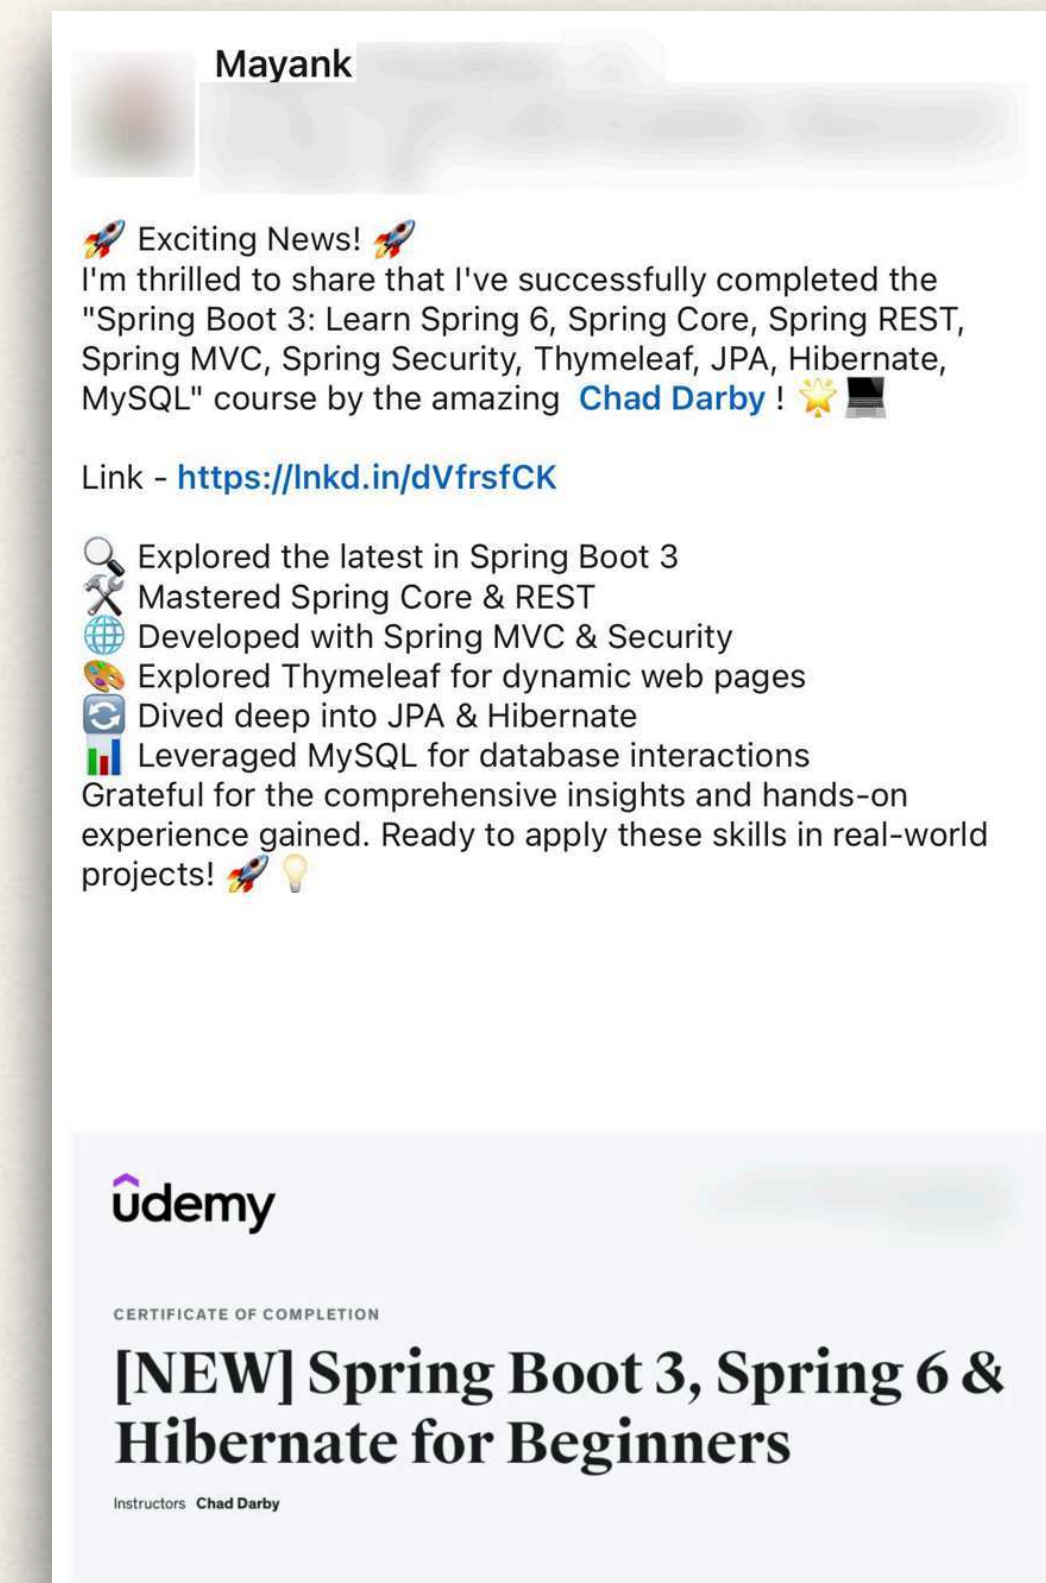 Mayank
🚀 Exciting News! 🚀
I'm thrilled to share that I've successfully completed the
"Spring Boot 3: Learn Spring 6, Spring Core, Spring REST,
Spring MVC, Spring Security, Thymeleaf, JPA, Hibernate,
MySQL" course by the amazing  Chad Darby ! 🌟💻
Link - https://lnkd.in/dVfrsfCK
🔍 Explored the latest in Spring Boot 3
🛠️ Mastered Spring Core & REST
🌐 Developed with Spring MVC & Security
🎨 Explored Thymeleaf for dynamic web pages
🔄 Dived deep into JPA & Hibernate
📊 Leveraged MySQL for database interactions
Grateful for the comprehensive insights and hands-on
experience gained. Ready to apply these skills in real-world
projects! 🚀💡
ûdemy
CERTIFICATE OF COMPLETION
[NEW] Spring Boot 3, Spring 6 &
Hibernate for Beginners
Instructors Chad Darby